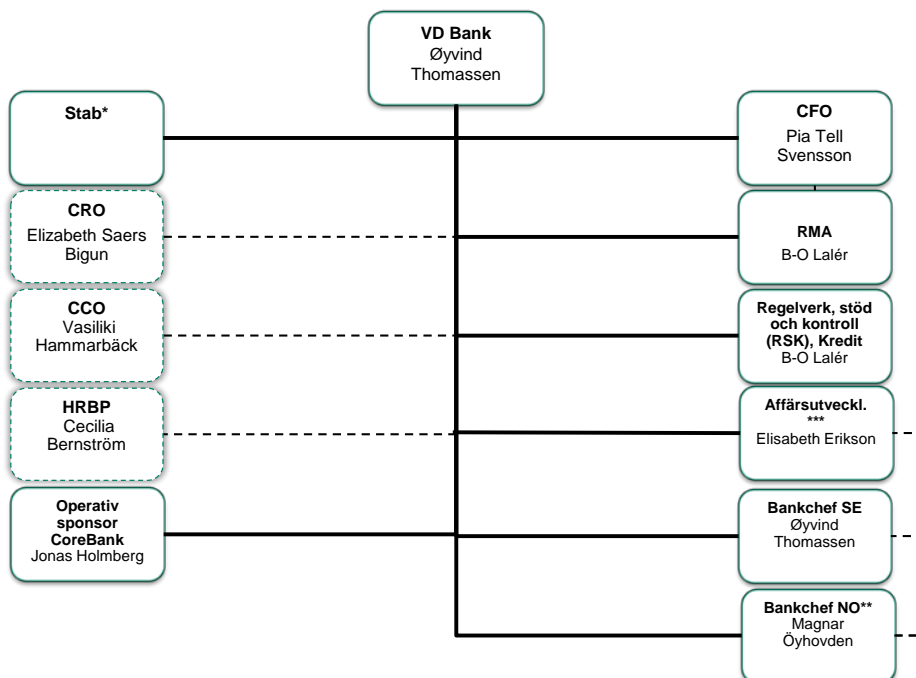 VD Bank
Øyvind
Thomassen
Stab*
CFO
Pia Tell
Svensson
CRO
Elizabeth Saers
Bigun
RMA
B-O Lalér
CCO
Vasiliki
Hammarbäck
Regelverk, stöd
och kontroll
(RSK), Kredit
B-O Lalér
HRBP
Cecilia
Bernström
Affärsutveckl.
***
Elisabeth Erikson
Operativ
sponsor
CoreBank
Jonas Holmberg
Bankchef SE
Øyvind
Thomassen
Bankchef NO**
Magnar
Öyhovden